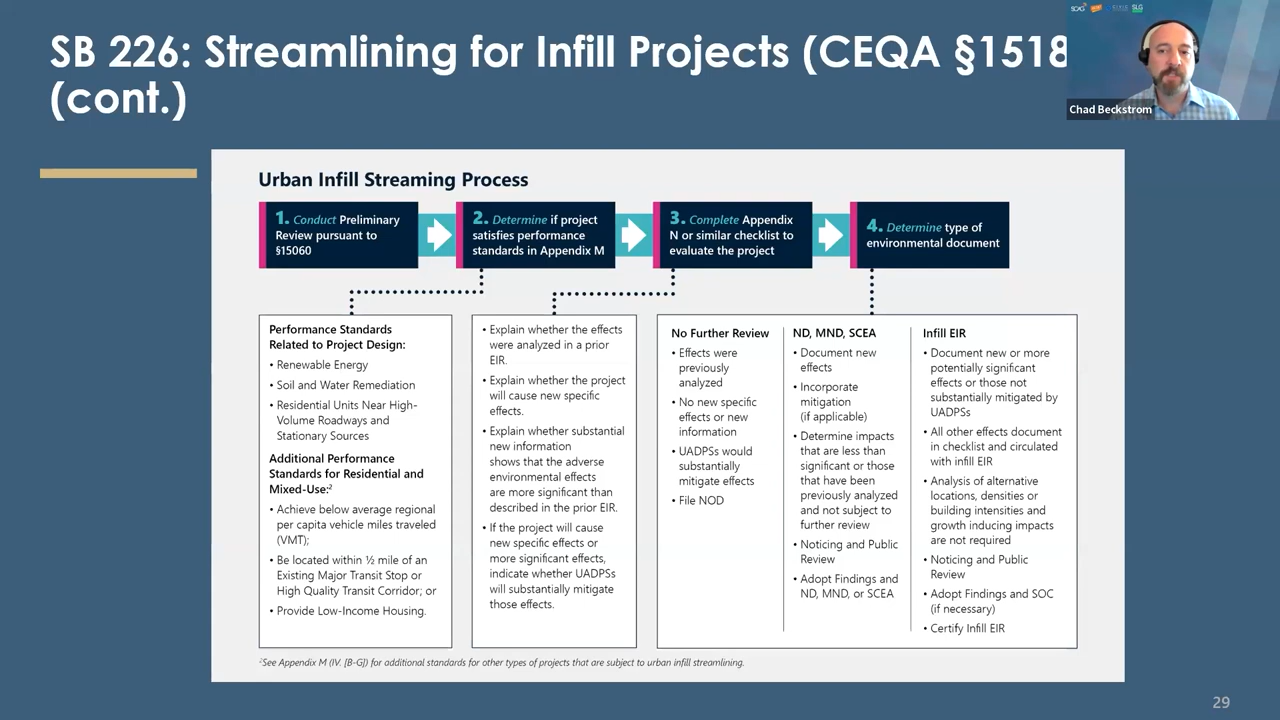 SB 226: Streamlining for Infill Projects (CEQA §1518
(cont.)
SCAG
SLG
Chad Beckstrom
Urban Infill Streaming Process
1. Conduct Preliminary
Review pursuant to
§15060
2. Determine if project
satisfies performance
standards in Appendix M
3. Complete Appendix
N or similar checklist to
evaluate the project
4. Determine type of
environmental document
Performance Standards
Related to Project Design:
• Renewable Energy
• Soil and Water Remediation
• Residential Units Near High-
Volume Roadways and
Stationary Sources
Additional Performance
Standards for Residential and
Mixed-Use:²
• Achieve below average regional
per capita vehicle miles traveled
(VMT);
• Be located within ½ mile of an
Existing Major Transit Stop or
High Quality Transit Corridor; or
• Provide Low-Income Housing.
• Explain whether the effects
were analyzed in a prior
EIR.
• Explain whether the project
will cause new specific
effects.
• Explain whether substantial
new information
shows that the adverse
environmental effects
are more significant than
described in the prior EIR.
• If the project will cause
new specific effects or
more significant effects,
indicate whether UADPSs
will substantially mitigate
those effects.
No Further Review
• Effects were
previously
analyzed
• No new specific
effects or new
information
• UADPSs would
substantially
mitigate effects
• File NOD
ND, MND, SCEA
• Document new
effects
• Incorporate
mitigation
(if applicable)
• Determine impacts
that are less than
significant or those
that have been
previously analyzed
and not subject to
further review
• Noticing and Public
Review
• Adopt Findings and
ND, MND, or SCEA
Infill EIR
• Document new or more
potentially significant
effects or those not
substantially mitigated by
UADPSs
• All other effects document
in checklist and circulated
with infill EIR
• Analysis of alternative
locations, densities or
building intensities and
growth inducing impacts
are not required
• Noticing and Public
Review
• Adopt Findings and SOC
(if necessary)
• Certify Infill EIR
²See Appendix M (IV. [B-G]) for additional standards for other types of projects that are subject to urban infill streamlining.
29